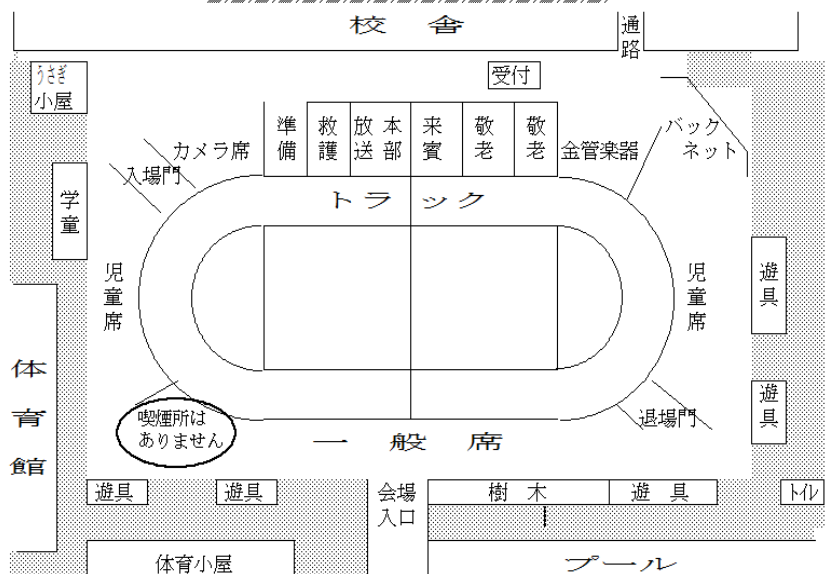 校舎
通路
うさぎ
小屋
受付
準備
救護
放送
本部
来賓
敬老
敬老
金管楽器
バック
ネット
カメラ席
入場門
学童
トラック
児童席
児童席
遊具
遊具
体育館
喫煙所は
ありません
退場門
一般席
遊具
遊具
会場
入口
樹木
遊具
トイレ
体育小屋
プール